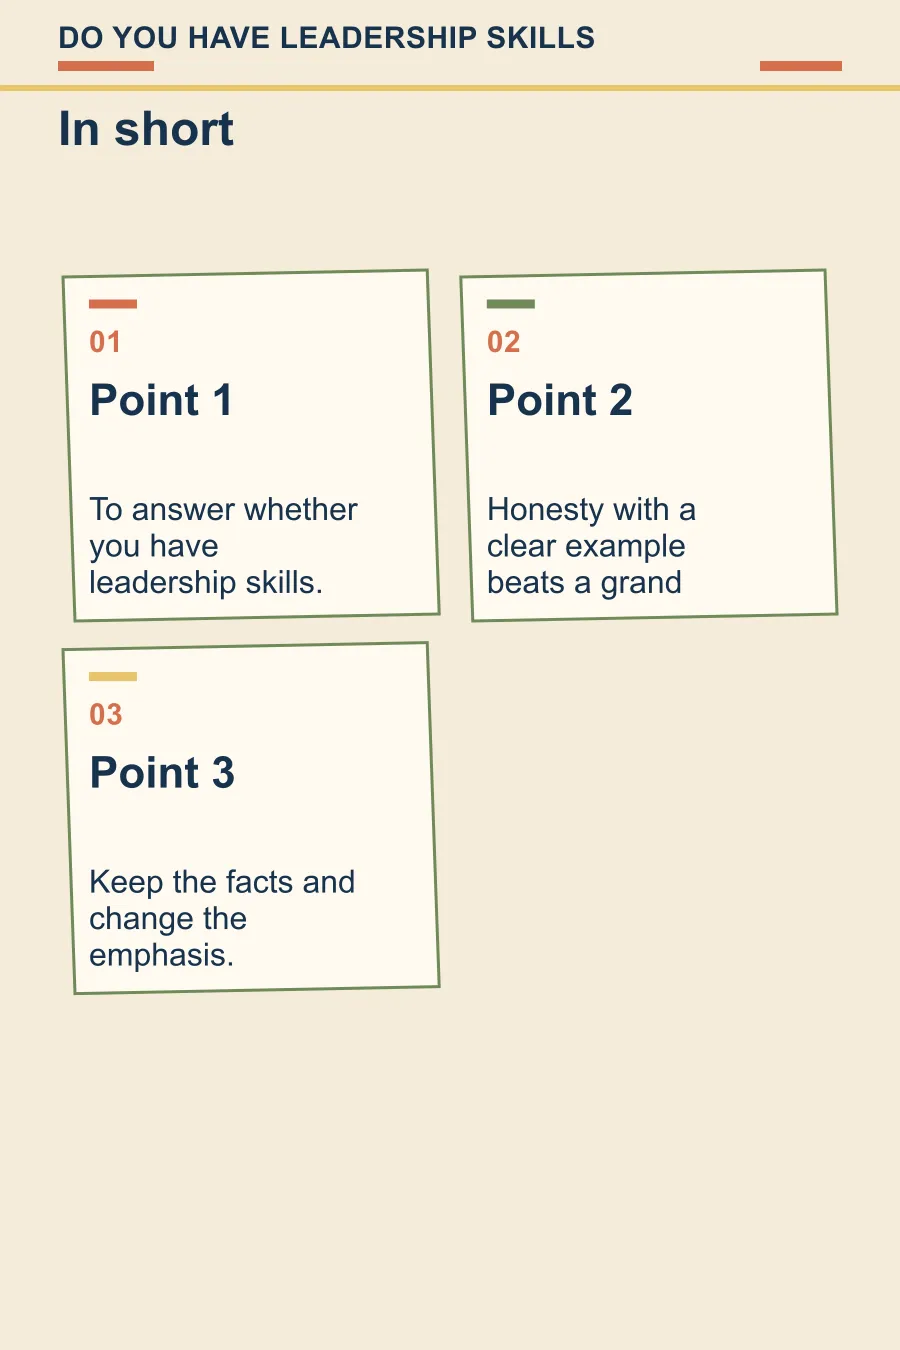 DO YOU HAVE LEADERSHIP SKILLS
In short
01
Point 1
To answer whether
you have
leadership skills.
02
Point 2
Honesty with a
clear example
beats a grand
03
Point 3
Keep the facts and
change the
emphasis.